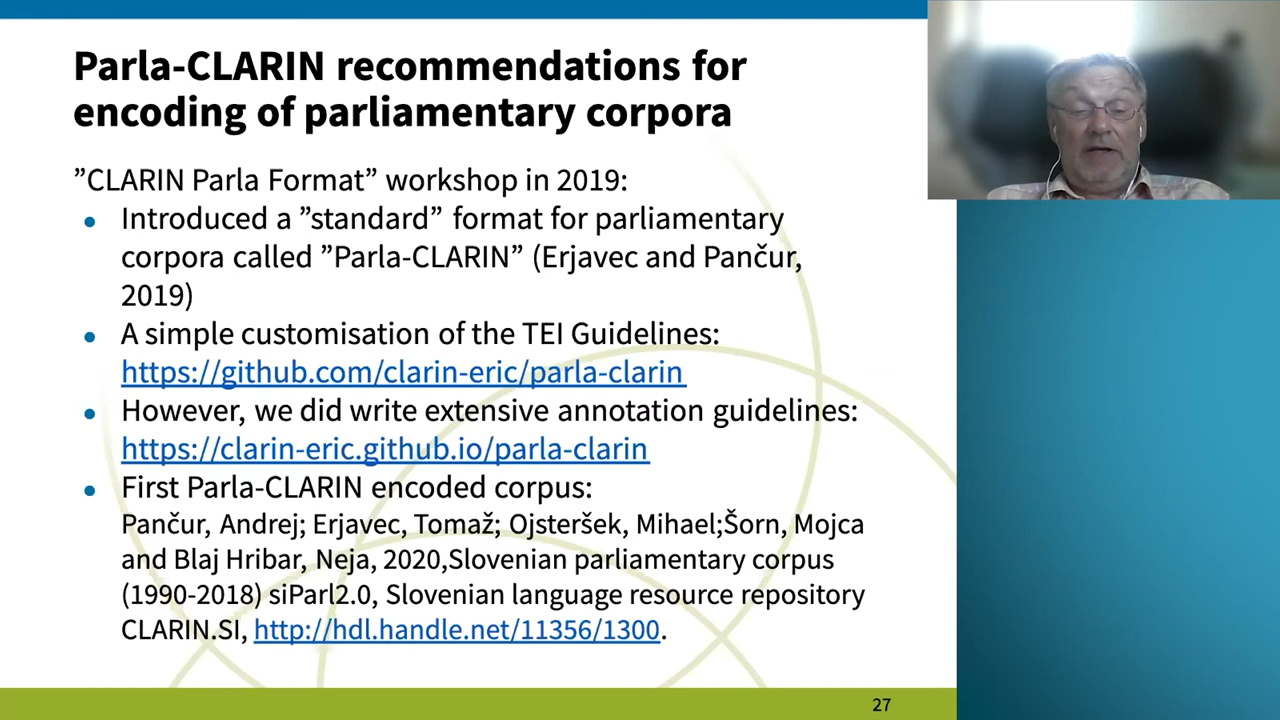 Parla-CLARIN recommendations for
encoding of parliamentary corpora
”CLARIN Parla Format” workshop in 2019:
• Introduced a ”standard” format for parliamentary
corpora called ”Parla-CLARIN” (Erjavec and Pančur,
2019)
• A simple customisation of the TEI Guidelines:
https://github.com/clarin-eric/parla-clarin
• However, we did write extensive annotation guidelines:
https://clarin-eric.github.io/parla-clarin
• First Parla-CLARIN encoded corpus:
Pančur, Andrej; Erjavec, Tomaž; Ojsteršek, Mihael;Šorn, Mojca
and Blaj Hribar, Neja, 2020,Slovenian parliamentary corpus
(1990-2018) siParl2.0, Slovenian language resource repository
CLARIN.SI, http://hdl.handle.net/11356/1300.
27